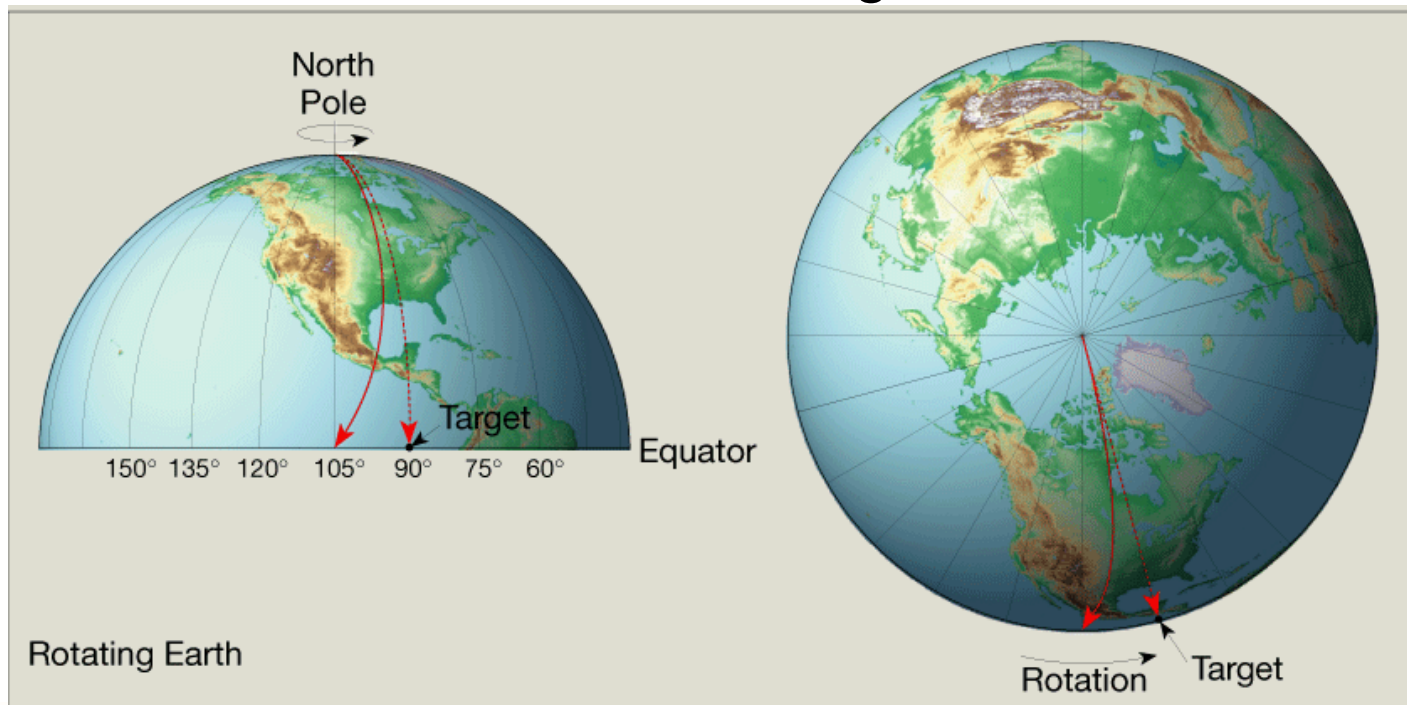 North
Pole
Target
Equator
150° 135° 120° 105° 90° 75° 60°
Rotating Earth
Rotation
Target